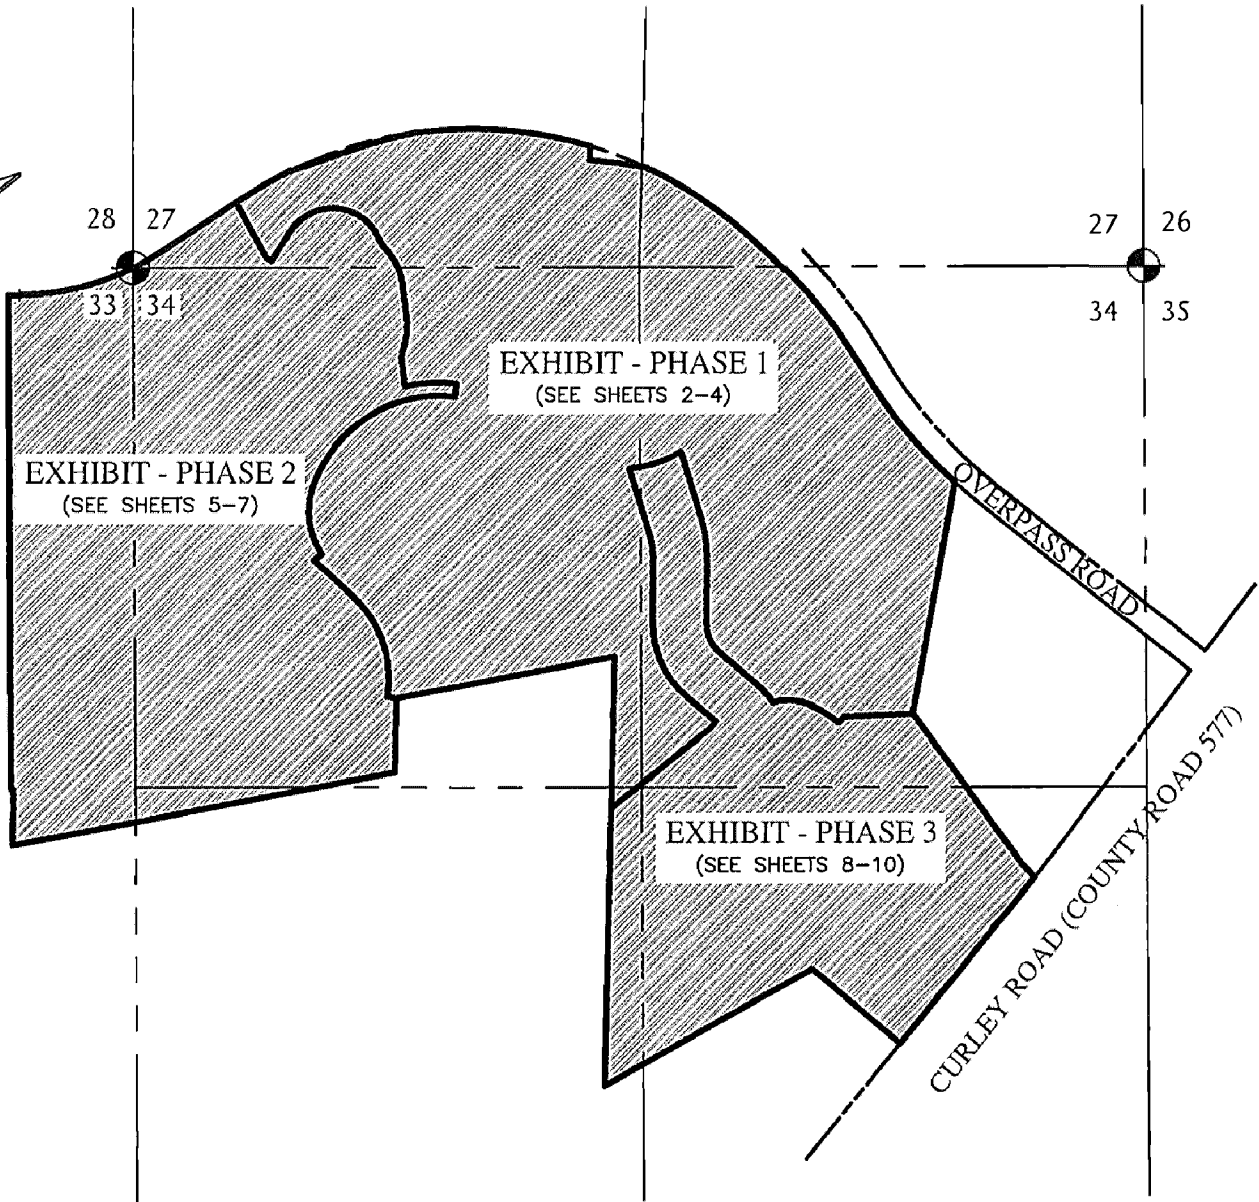 28 27
27 26
33 34
34 35
EXHIBIT - PHASE 1
(SEE SHEETS 2-4)
EXHIBIT - PHASE 2
(SEE SHEETS 5-7)
OVERPASS ROAD
EXHIBIT - PHASE 3
(SEE SHEETS 8-10)
CURLEY ROAD (COUNTY ROAD 577)